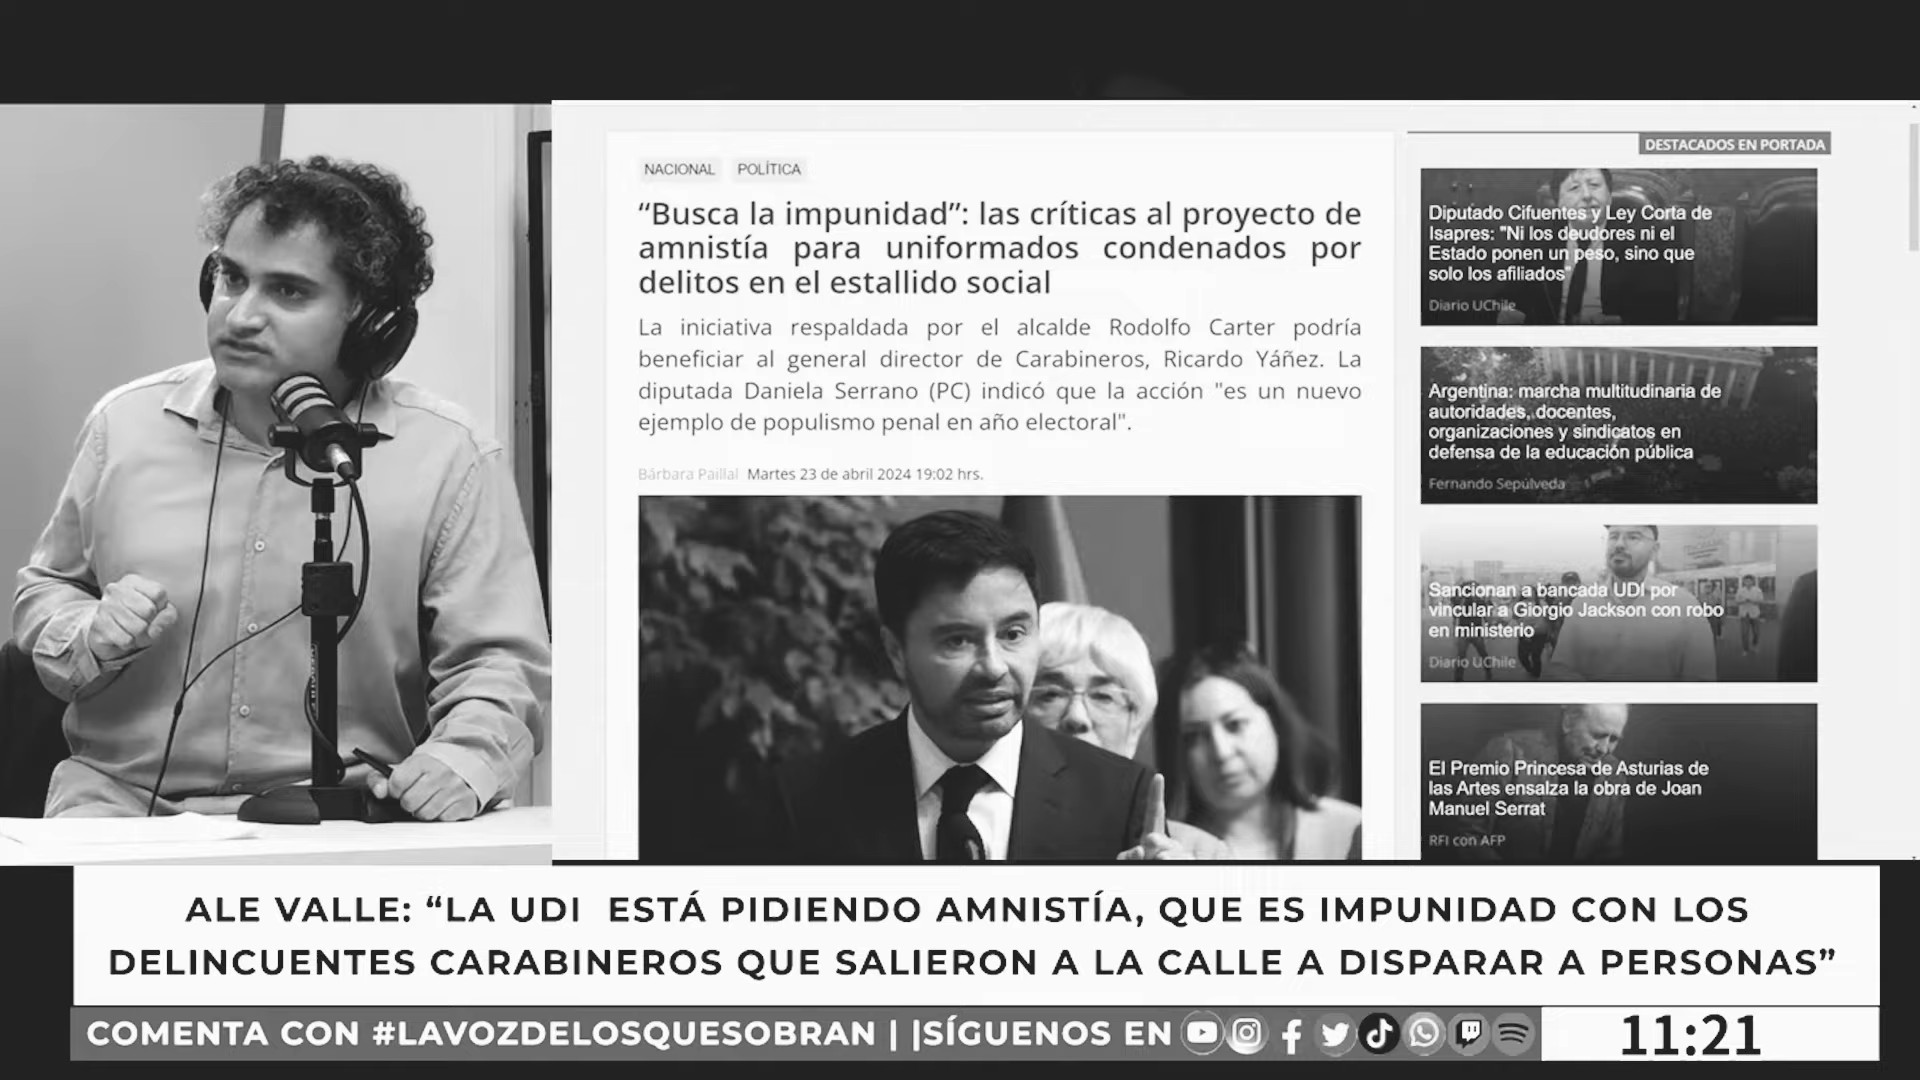 NACIONAL POLÍTICA
“Busca la impunidad”: las críticas al proyecto de
amnistía para uniformados condenados por
delitos en el estallido social
La iniciativa respaldada por el alcalde Rodolfo Carter podría
beneficiar al general director de Carabineros, Ricardo Yáñez. La
diputada Daniela Serrano (PC) indicó que la acción "es un nuevo
ejemplo de populismo penal en año electoral".
Bárbara Paillal Martes 23 de abril 2024 19:02 hrs.
DESTACADOS EN PORTADA
Diputado Cifuentes y Ley Corta de
Isapres: "Ni los deudores ni el
Estado ponen un peso, sino que
solo los afiliados"
Diario UChile
Argentina: marcha multitudinaria de
autoridades, docentes,
organizaciones y sindicatos en
defensa de la educación pública
Fernando Sepúlveda
Sancionan a bancada UDI por
vincular a Giorgio Jackson con robo
en ministerio
Diario UChile
El Premio Princesa de Asturias de
las Artes ensalza la obra de Joan
Manuel Serrat
RFI con AFP
ALE VALLE: “LA UDI ESTÁ PIDIENDO AMNISTÍA, QUE ES IMPUNIDAD CON LOS
DELINCUENTES CARABINEROS QUE SALIERON A LA CALLE A DISPARAR A PERSONAS”
COMENTA CON #LAVOZDELOSQUESOBRAN | |SÍGUENOS EN
11:21